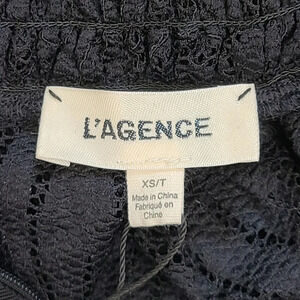 L'AGENCE
XS/T
Made in China
Fabriqué en
Chine